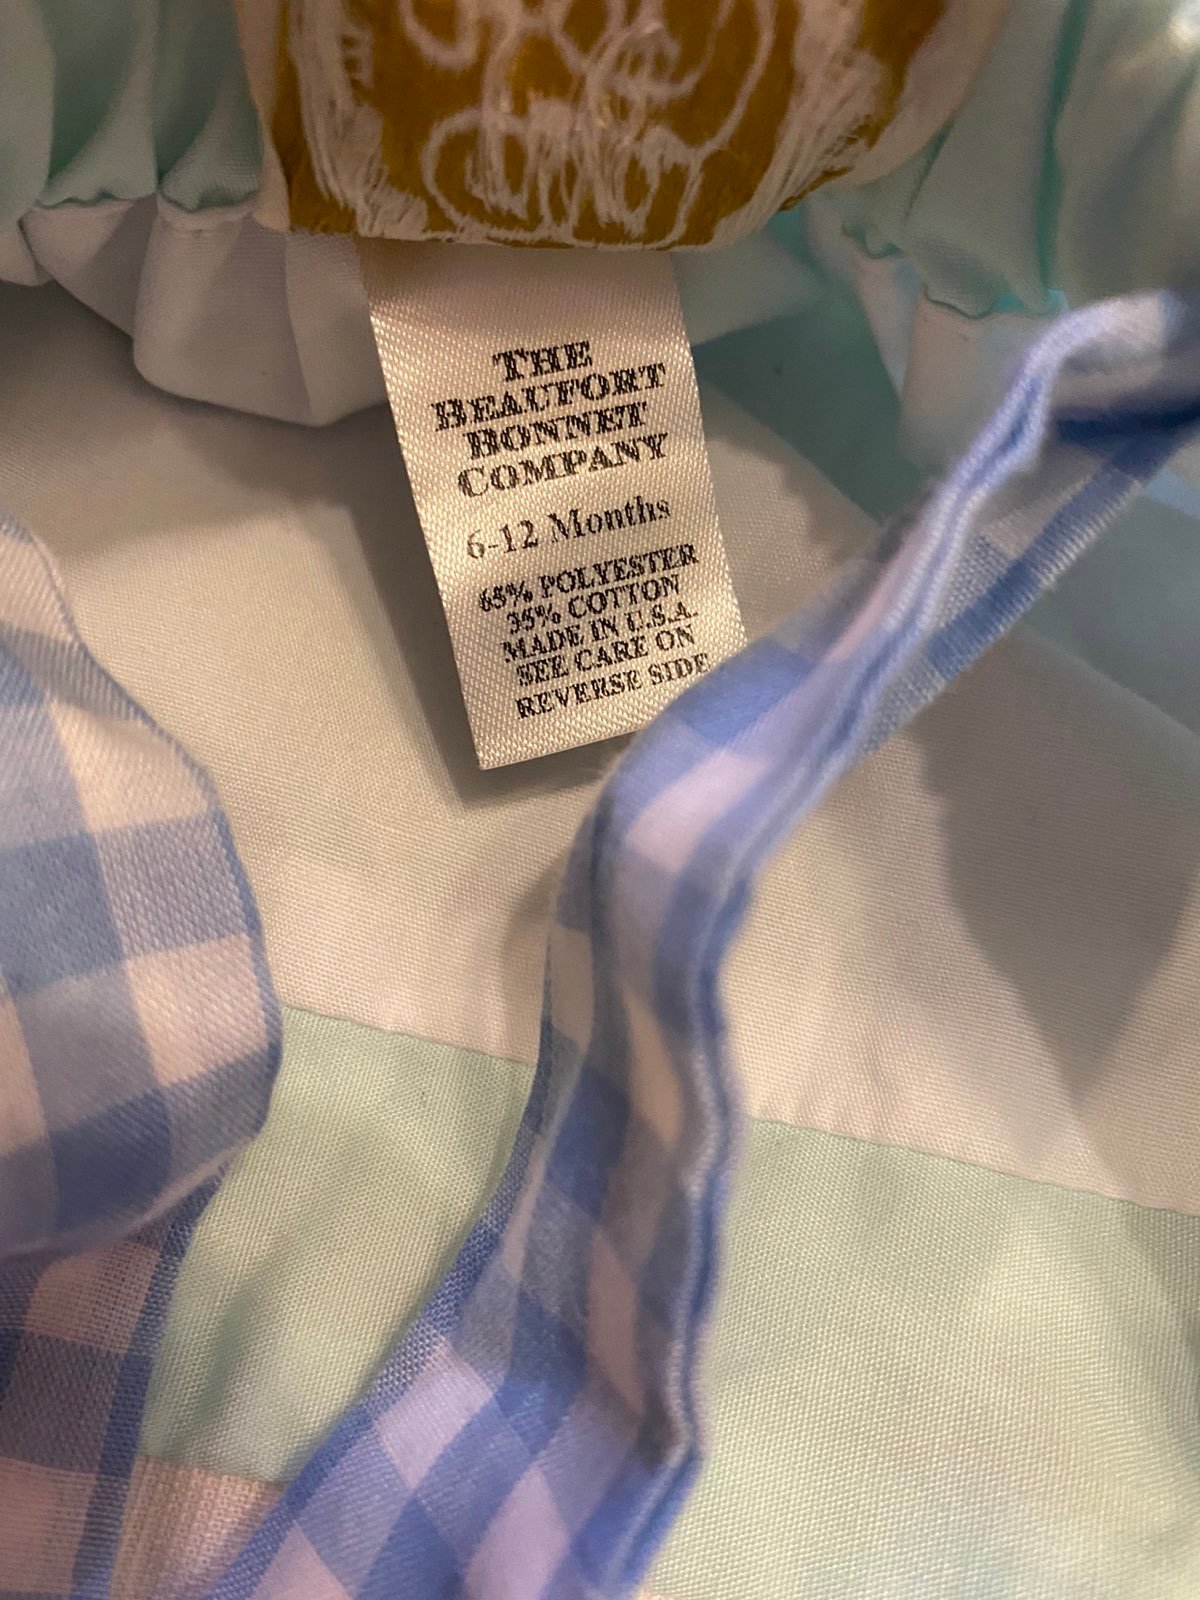 THE
BEAUFORT
BONNET
COMPANY
6-12 Months
65% POLYESTER
35% COTTON
MADE IN U.S.A.
SEE CARE ON
REVERSE SIDE